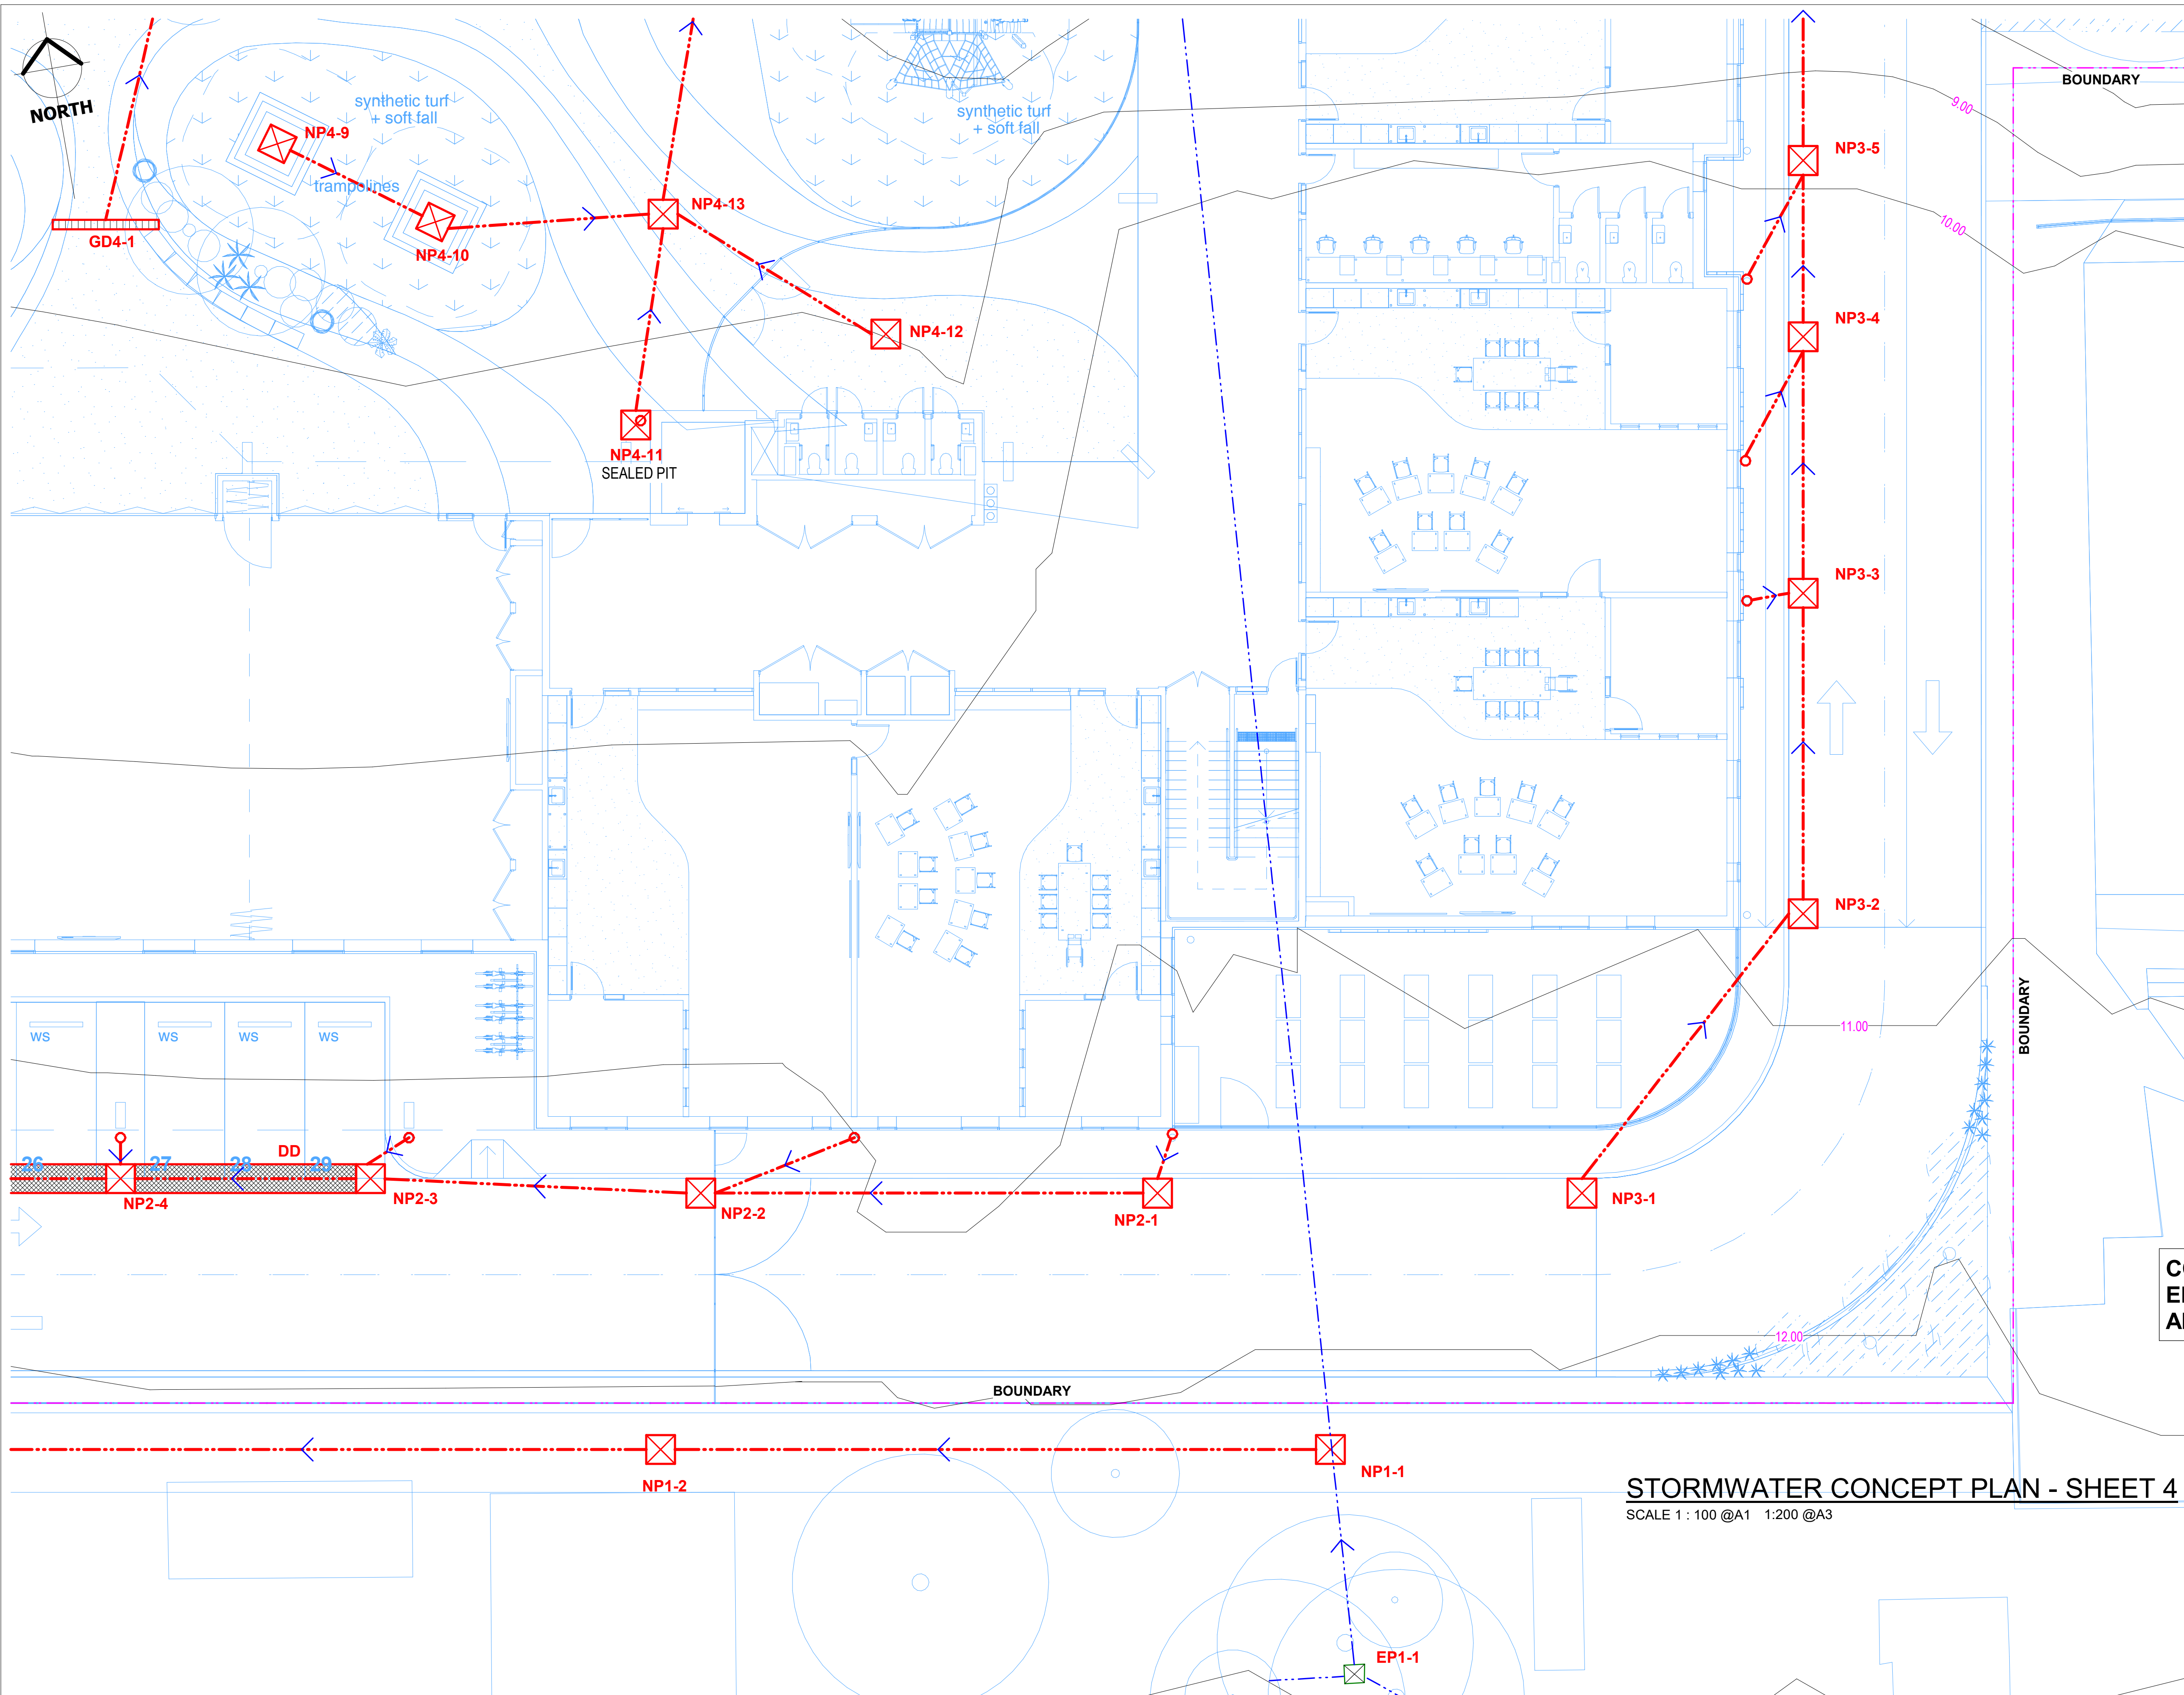 BOUNDARY
9.00
NORTH
synthetic turf
+ soft fall
synthetic turf
+ soft fall
NP4-9
NP3-5
trampolines
NP4-13
10.00
GD4-1
NP4-10
NP3-4
NP4-12
NP4-11
SEALED PIT
NP3-3
NP3-2
BOUNDARY
11.00
WS
WS
WS
WS
DD
26
27
28
29
NP2-4
NP2-3
NP2-2
NP2-1
NP3-1
12.00
BOUNDARY
NP1-2
NP1-1
STORMWATER CONCEPT PLAN - SHEET 4
SCALE 1 : 100 @A1 1:200 @A3
EP1-1